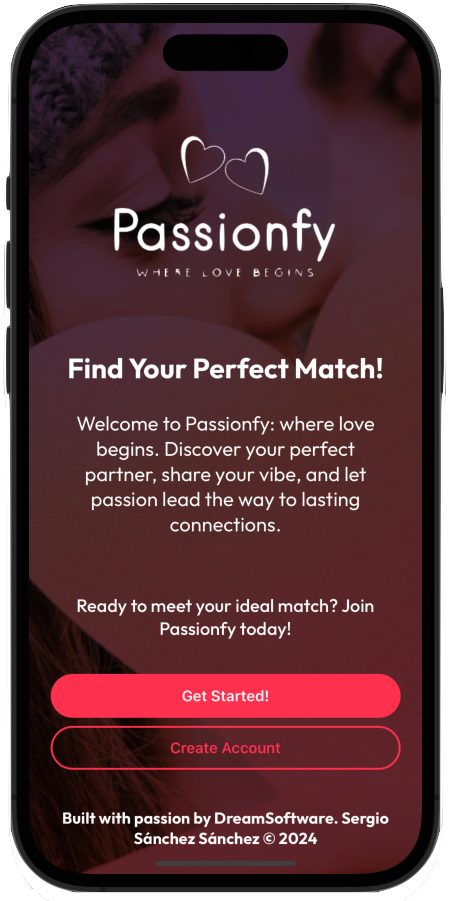 Passionfy
WHERE LOVE BEGINS
Find Your Perfect Match!
Welcome to Passionfy: where love
begins. Discover your perfect
partner, share your vibe, and let
passion lead the way to lasting
connections.
Ready to meet your ideal match? Join
Passionfy today!
Get Started!
Create Account
Built with passion by DreamSoftware. Sergio
Sánchez Sánchez © 2024